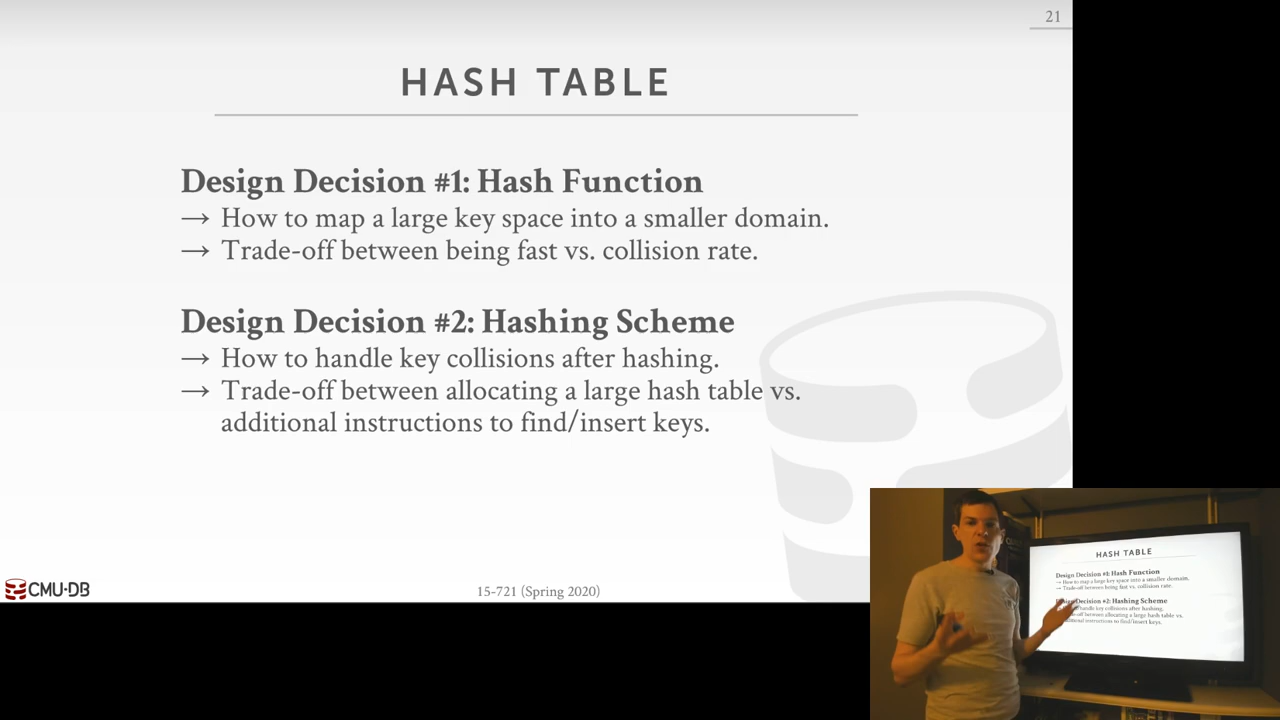 21
HASH TABLE
Design Decision #1: Hash Function
→ How to map a large key space into a smaller domain.
→ Trade-off between being fast vs. collision rate.
Design Decision #2: Hashing Scheme
→ How to handle key collisions after hashing.
→ Trade-off between allocating a large hash table vs.
additional instructions to find/insert keys.
CMU·DB
15-721 (Spring 2020)
HASH TABLE
Design Decision #1: Hash Function
→ How to map a large key space into a smaller domain.
→ Trade-off between being fast vs. collision rate.
Decision #2: Hashing Scheme
handle key collisions after hashing.
between allocating a large hash table vs.
additional instructions to find/insert keys.